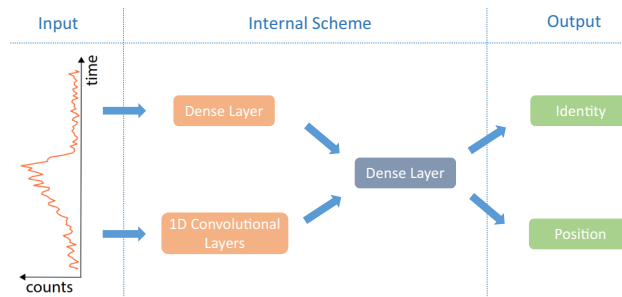 Input
Internal Scheme
Output
time
Dense Layer
Identity
Dense Layer
1D Convolutional
Layers
Position
counts